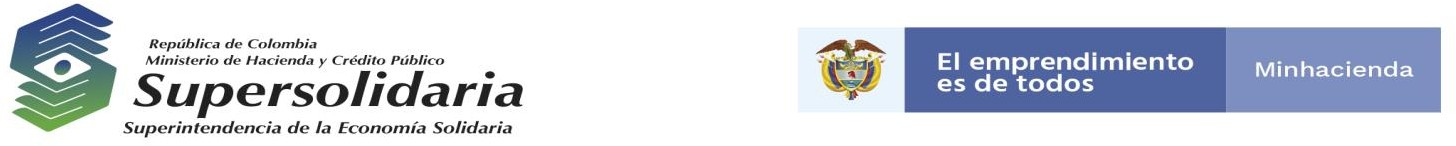 República de Colombia
Ministerio de Hacienda y Crédito Público
Supersolidaria
Superintendencia de la Economía Solidaria
El emprendimiento
es de todos
Minhacienda